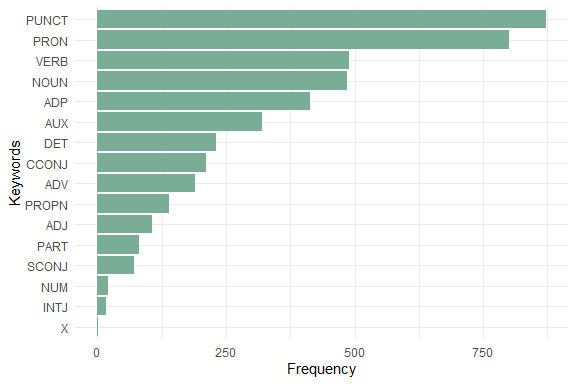 PUNCT
PRON
VERB
NOUN
ADP
AUX
DET
CCONJ
ADV
PROPN
ADJ
PART
SCONJ
NUM
INTJ
X
Keywords
0 250 500 750
Frequency